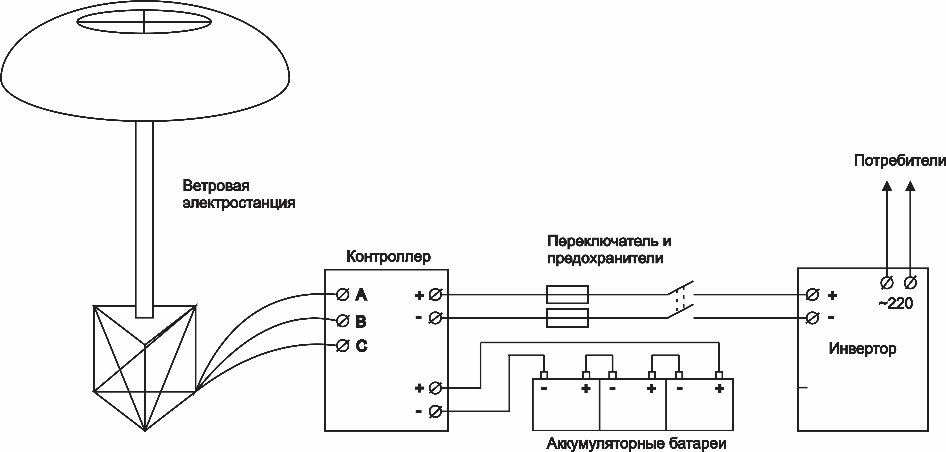 Потребители
Ветровая
электростанция
Переключатель и
предохранители
Контроллер
A
B
C
+
-
+
-
+
-
~220
Инвертор
- + - + - +
Аккумуляторные батареи